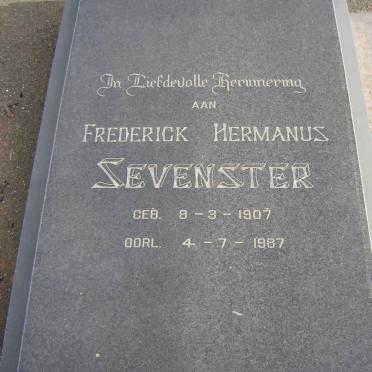 In Liefdevolle Herinnering
AAN
FREDERICK HERMANUS
SEVENSTER
GEB. 8-3-1907
OORL. 4-7-1987